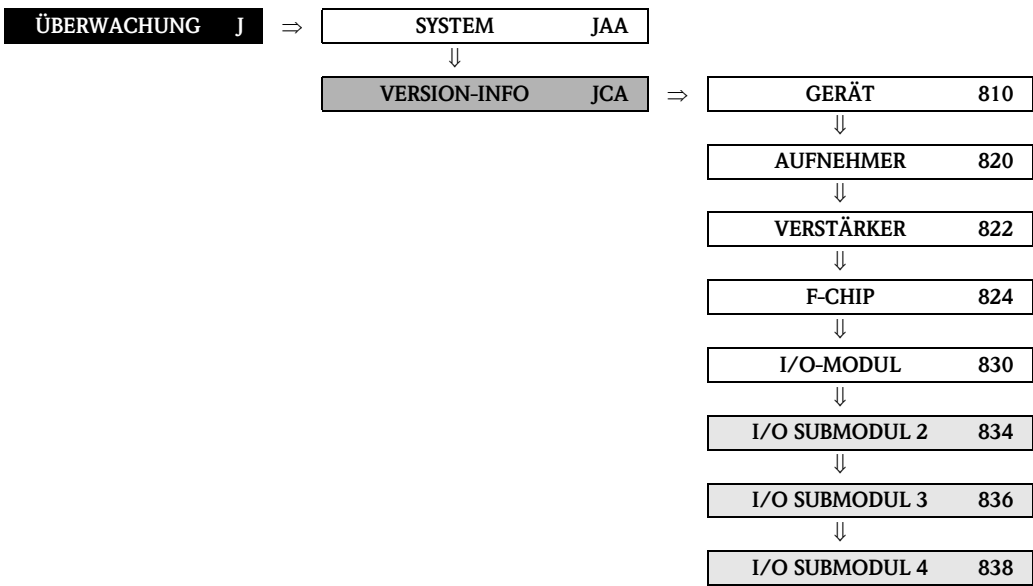 ÜBERWACHUNG J ⇒ SYSTEM JAA
⇓
VERSION-INFO JCA ⇒ GERÄT 810
⇓
AUFNEHMER 820
⇓
VERSTÄRKER 822
⇓
F-CHIP 824
⇓
I/O-MODUL 830
⇓
I/O SUBMODUL 2 834
⇓
I/O SUBMODUL 3 836
⇓
I/O SUBMODUL 4 838